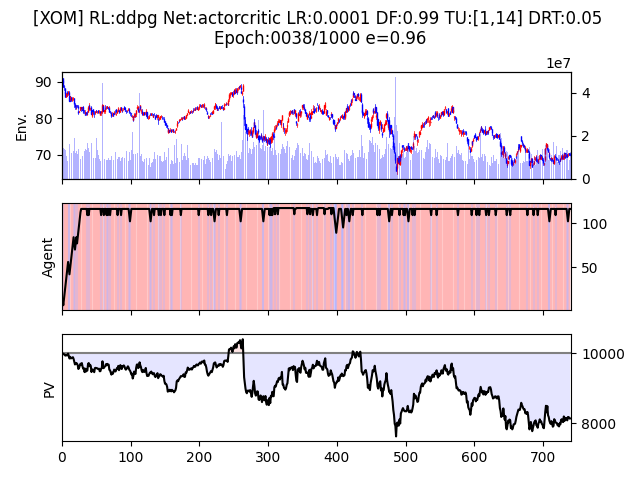 [XOM] RL:ddpg Net:actorcritic LR:0.0001 DF:0.99 TU:[1,14] DRT:0.05
Epoch:0038/1000 e=0.96
1e7
90
80
70
Env.
4
2
0
Agent
100
50
PV
10000
8000
0 100 200 300 400 500 600 700